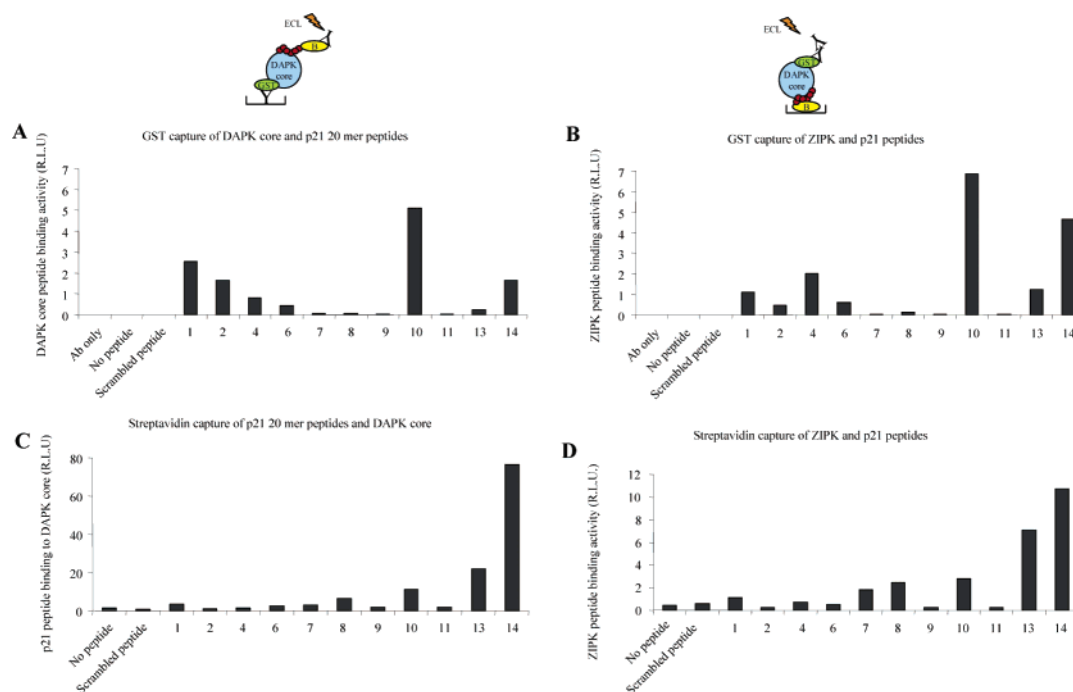 ECL
B
DAPK
core
GST
ECL
GST
DAPK
core
B
A
GST capture of DAPK core and p21 20 mer peptides
DAPK core peptide binding activity (R.L.U)
7
6
5
4
3
2
1
0
Ab only
No peptide
Scrambled peptide
1 2 4 6 7 8 9 10 11 13 14
B
GST capture of ZIPK and p21 peptides
ZIPK peptide binding activity (R.L.U)
7
6
5
4
3
2
1
0
Ab only
No peptide
Scrambled peptide
1 2 4 6 7 8 9 10 11 13 14
C
Streptavidin capture of p21 20 mer peptides and DAPK core
p21 peptide binding to DAPK core (R.L.U)
80
60
40
20
0
No peptide
Scrambled peptide
1 2 4 6 7 8 9 10 11 13 14
D
Streptavidin capture of ZIPK and p21 peptides
ZIPK peptide binding activity (R.L.U.)
12
10
8
6
4
2
0
No peptide
Scrambled peptide
1 2 4 6 7 8 9 10 11 13 14